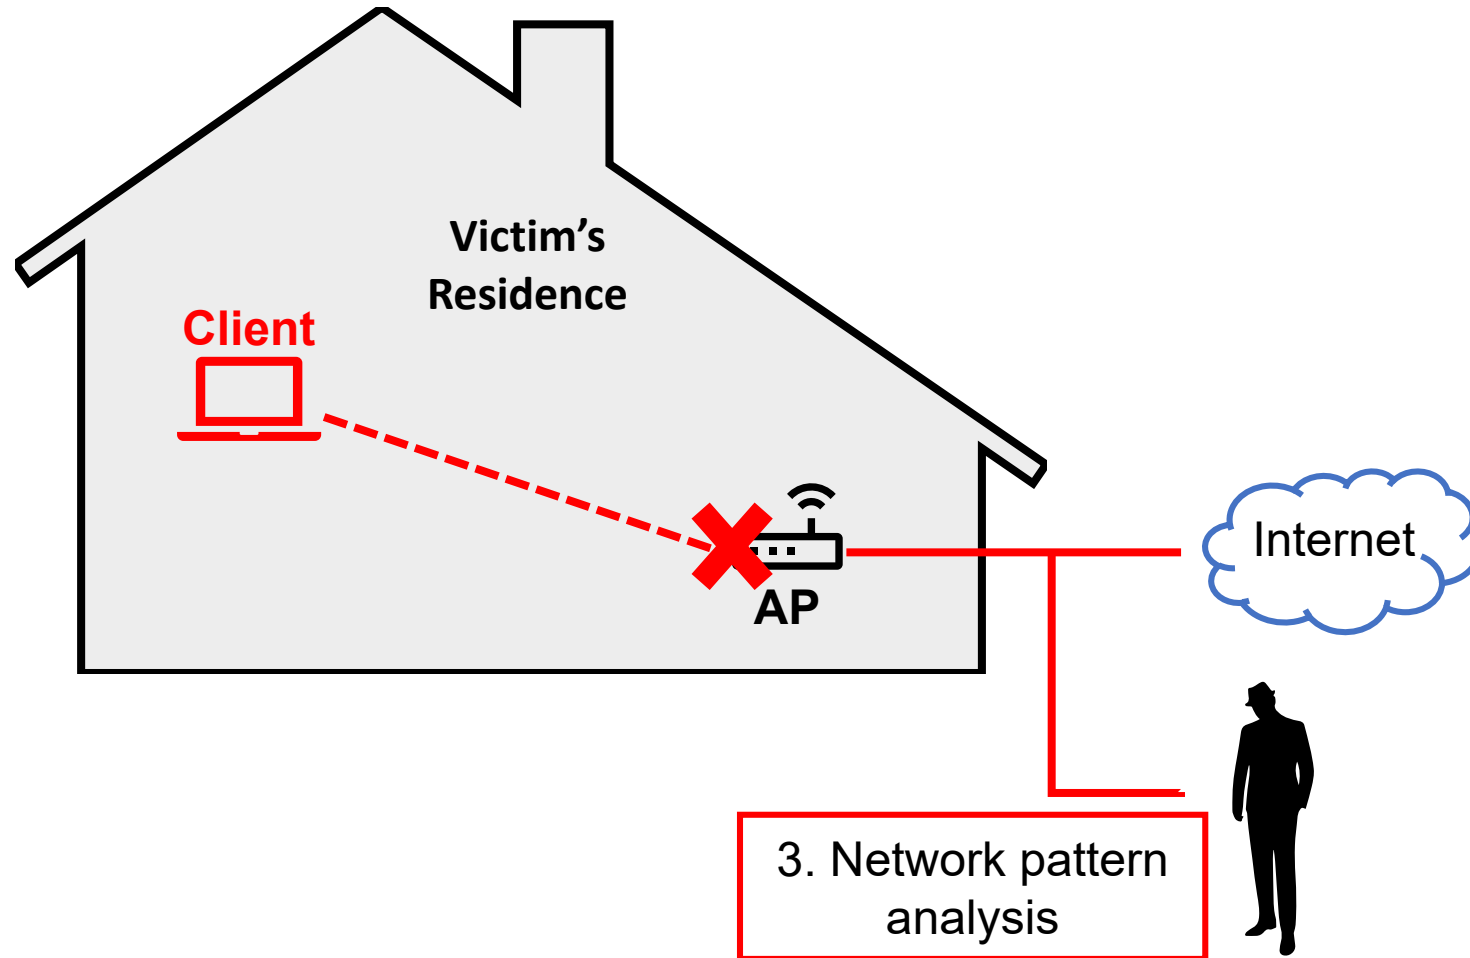 Victim’s
Residence
Client
AP
Internet
3. Network pattern
analysis